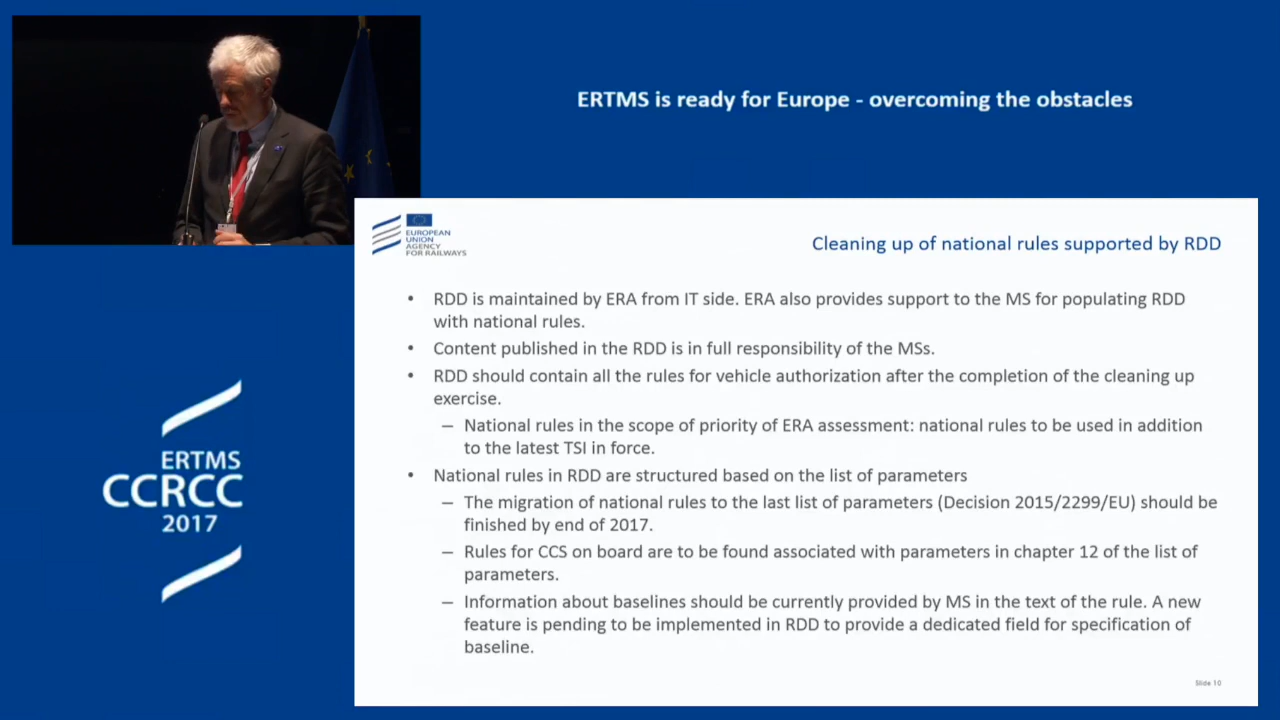 ERTMS is ready for Europe - overcoming the obstacles
EUROPEAN
UNION
AGENCY
FOR RAILWAYS
Cleaning up of national rules supported by RDD
• RDD is maintained by ERA from IT side. ERA also provides support to the MS for populating RDD
with national rules.
• Content published in the RDD is in full responsibility of the MSs.
• RDD should contain all the rules for vehicle authorization after the completion of the cleaning up
exercise.
– National rules in the scope of priority of ERA assessment: national rules to be used in addition
to the latest TSI in force.
• National rules in RDD are structured based on the list of parameters
– The migration of national rules to the last list of parameters (Decision 2015/2299/EU) should be
finished by end of 2017.
– Rules for CCS on board are to be found associated with parameters in chapter 12 of the list of
parameters.
– Information about baselines should be currently provided by MS in the text of the rule. A new
feature is pending to be implemented in RDD to provide a dedicated field for specification of
baseline.
Slide 10
ERTMS
CCRCC
2017